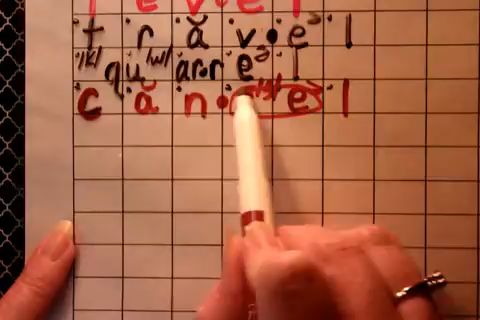 t r ă v • e ə l
/k/ qu /w/ ar • r e ə l
c ă n • e l